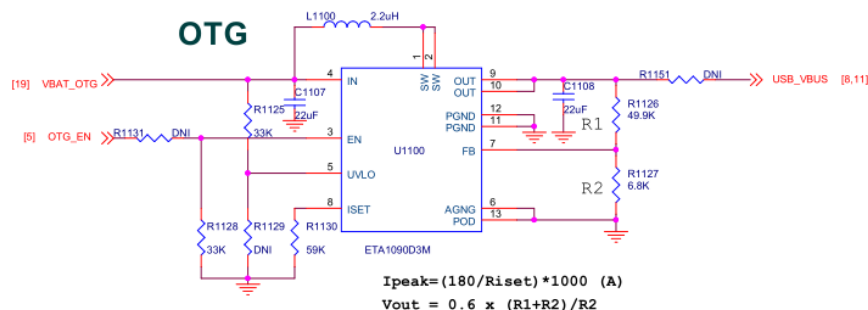 OTG
L1100 2.2uH
1 2
SW SW
[19] VBAT_OTG
4 IN
C1107
22uF
R1125
33K
[5] OTG_EN
R1131 DNI
3 EN
5 UVLO
8 ISET
U1100
OUT 9
OUT 10
PGND 12
PGND 11
FB 7
AGNG 6
POD 13
ETA1090D3M
C1108
22uF
R1151 DNI
USB_VBUS [8,11]
R1 R1126
49.9K
R2 R1127
6.8K
R1128
33K
R1129
DNI
R1130
59K
Ipeak=(180/Riset)*1000 (A)
Vout = 0.6 x (R1+R2)/R2